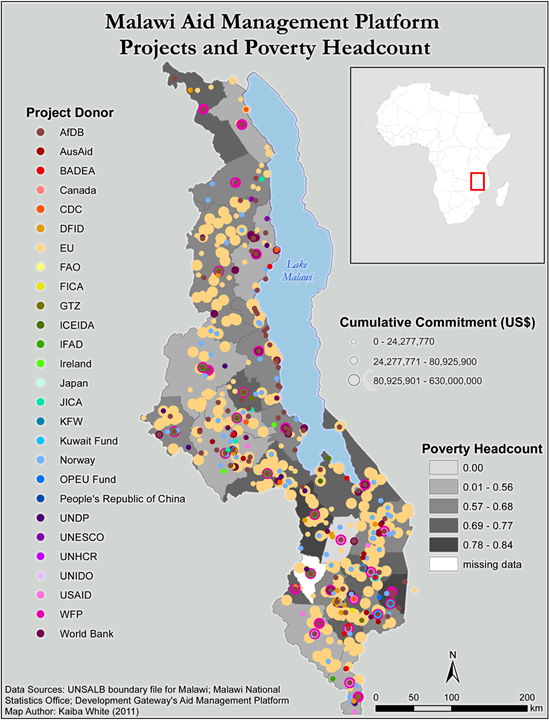 Malawi Aid Management Platform
Projects and Poverty Headcount
Project Donor
AfDB
AusAid
BADEA
Canada
CDC
DFID
EU
FAO
FICA
GTZ
ICEIDA
IFAD
Ireland
Japan
JICA
KFW
Kuwait Fund
Norway
OPEU Fund
People's Republic of China
UNDP
UNESCO
UNHCR
UNIDO
USAID
WFP
World Bank
Lake
Malawi
Cumulative Commitment (US$)
0 - 24,277,770
24,277,771 - 80,925,900
80,925,901 - 630,000,000
Poverty Headcount
0.00
0.01 - 0.56
0.57 - 0.68
0.69 - 0.77
0.78 - 0.84
missing data
N
0 50 100 200
km
Data Sources: UNSALB boundary file for Malawi; Malawi National
Statistics Office; Development Gateway's Aid Management Platform
Map Author: Kaiba White (2011)